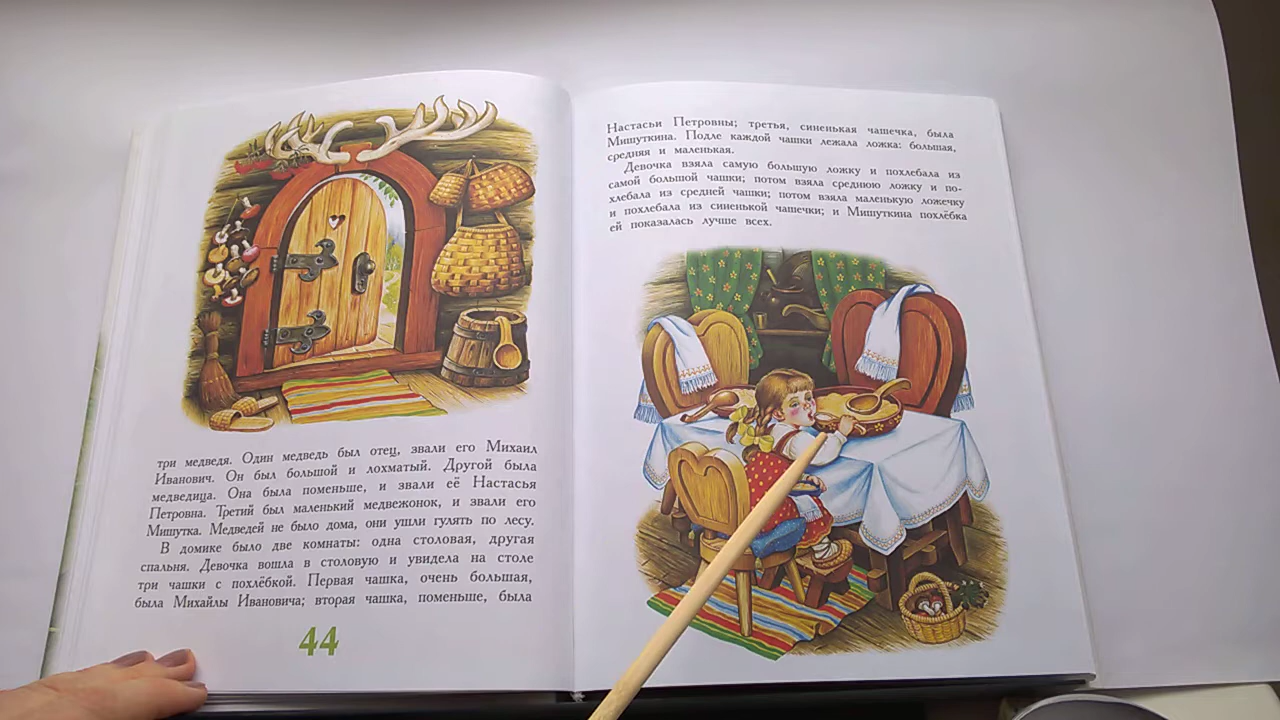 три медведя. Один медведь был отец, звали его Михаил
Иванович. Он был большой и лохматый. Другой была
медведица. Она была поменьше, и звали её Настасья
Петровна. Третий был маленький медвежонок, и звали его
Мишутка. Медведей не было дома, они ушли гулять по лесу.
В домике было две комнаты: одна столовая, другая
спальня. Девочка вошла в столовую и увидела на столе
три чашки с похлёбкой. Первая чашка, очень большая,
была Михайлы Ивановича; вторая чашка, поменьше, была
44
Настасьи Петровны; третья, синенькая чашечка, была
Мишуткина. Подле каждой чашки лежала ложка: большая,
средняя и маленькая.
Девочка взяла самую большую ложку и похлебала из
самой большой чашки; потом взяла среднюю ложку и по-
хлебала из средней чашки; потом взяла маленькую ложечку
и похлебала из синенькой чашечки; и Мишуткина похлёбка
ей показалась лучше всех.